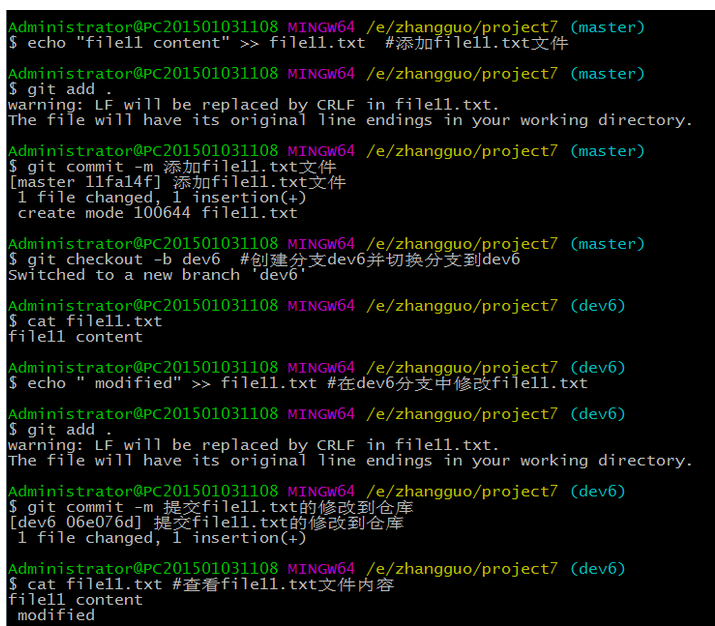 Administrator@PC201501031108 MINGW64 /e/zhangguo/project7 (master)
$ echo "file11 content" >> file11.txt  #添加file11.txt文件
Administrator@PC201501031108 MINGW64 /e/zhangguo/project7 (master)
$ git add .
warning: LF will be replaced by CRLF in file11.txt.
The file will have its original line endings in your working directory.
Administrator@PC201501031108 MINGW64 /e/zhangguo/project7 (master)
$ git commit -m 添加file11.txt文件
[master 11fa14f] 添加file11.txt文件
 1 file changed, 1 insertion(+)
 create mode 100644 file11.txt
Administrator@PC201501031108 MINGW64 /e/zhangguo/project7 (master)
$ git checkout -b dev6  #创建分支dev6并切换分支到dev6
Switched to a new branch 'dev6'
Administrator@PC201501031108 MINGW64 /e/zhangguo/project7 (dev6)
$ cat file11.txt
file11 content
Administrator@PC201501031108 MINGW64 /e/zhangguo/project7 (dev6)
$ echo " modified" >> file11.txt #在dev6分支中修改file11.txt
Administrator@PC201501031108 MINGW64 /e/zhangguo/project7 (dev6)
$ git add .
warning: LF will be replaced by CRLF in file11.txt.
The file will have its original line endings in your working directory.
Administrator@PC201501031108 MINGW64 /e/zhangguo/project7 (dev6)
$ git commit -m 提交file11.txt的修改到仓库
[dev6 06e076d] 提交file11.txt的修改到仓库
 1 file changed, 1 insertion(+)
Administrator@PC201501031108 MINGW64 /e/zhangguo/project7 (dev6)
$ cat file11.txt #查看file11.txt文件内容
file11 content
 modified